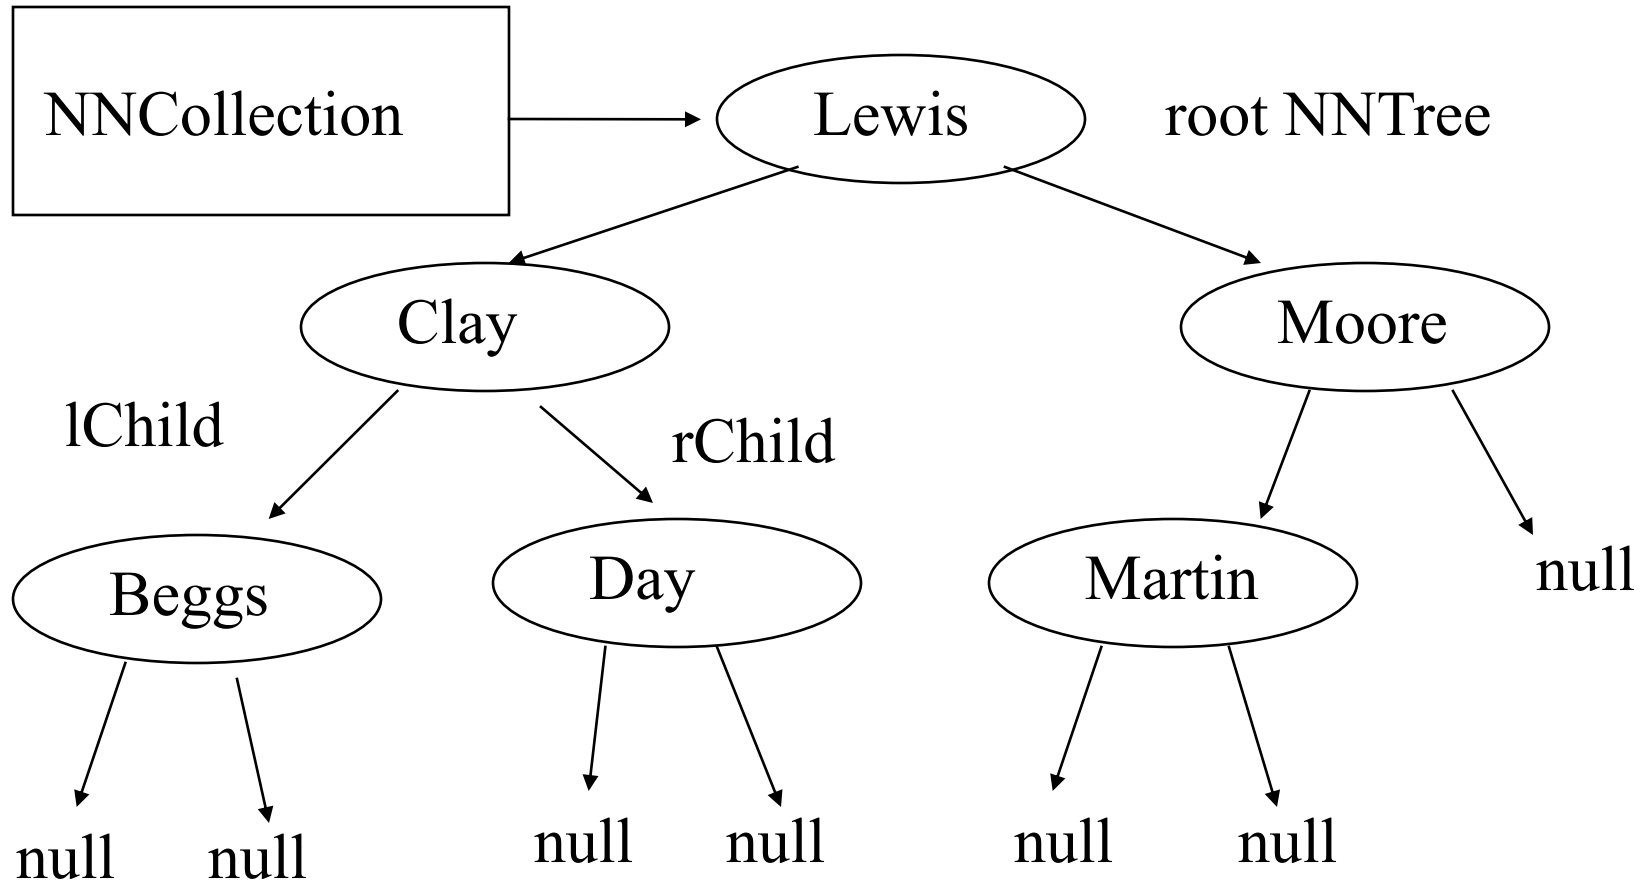 NNCollection
Lewis
root NNTree
Clay
Moore
lChild
rChild
Beggs
Day
Martin
null
null
null
null
null
null
null